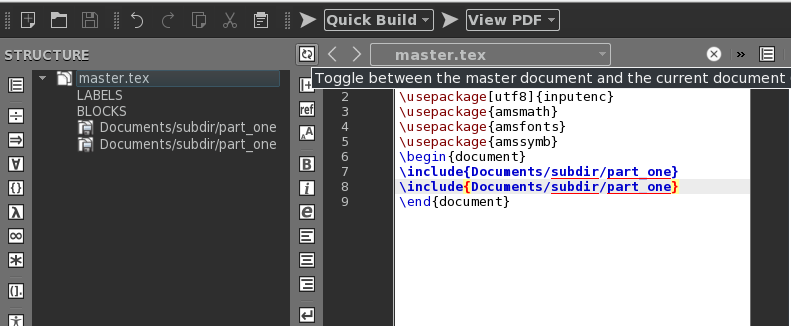 Quick Build
View PDF
STRUCTURE
master.tex
»
Toggle between the master document and the current document
master.tex
LABELS
BLOCKS
Documents/subdir/part_one
Documents/subdir/part_one
ref
B
i
e
2 \usepackage[utf8]{inputenc}
3 \usepackage{amsmath}
4 \usepackage{amsfonts}
5 \usepackage{amssymb}
6 \begin{document}
7 \include{Documents/subdir/part_one}
8 \include{Documents/subdir/part_one}
9 \end{document}
÷
⇒
∀
{}
λ
∞
*